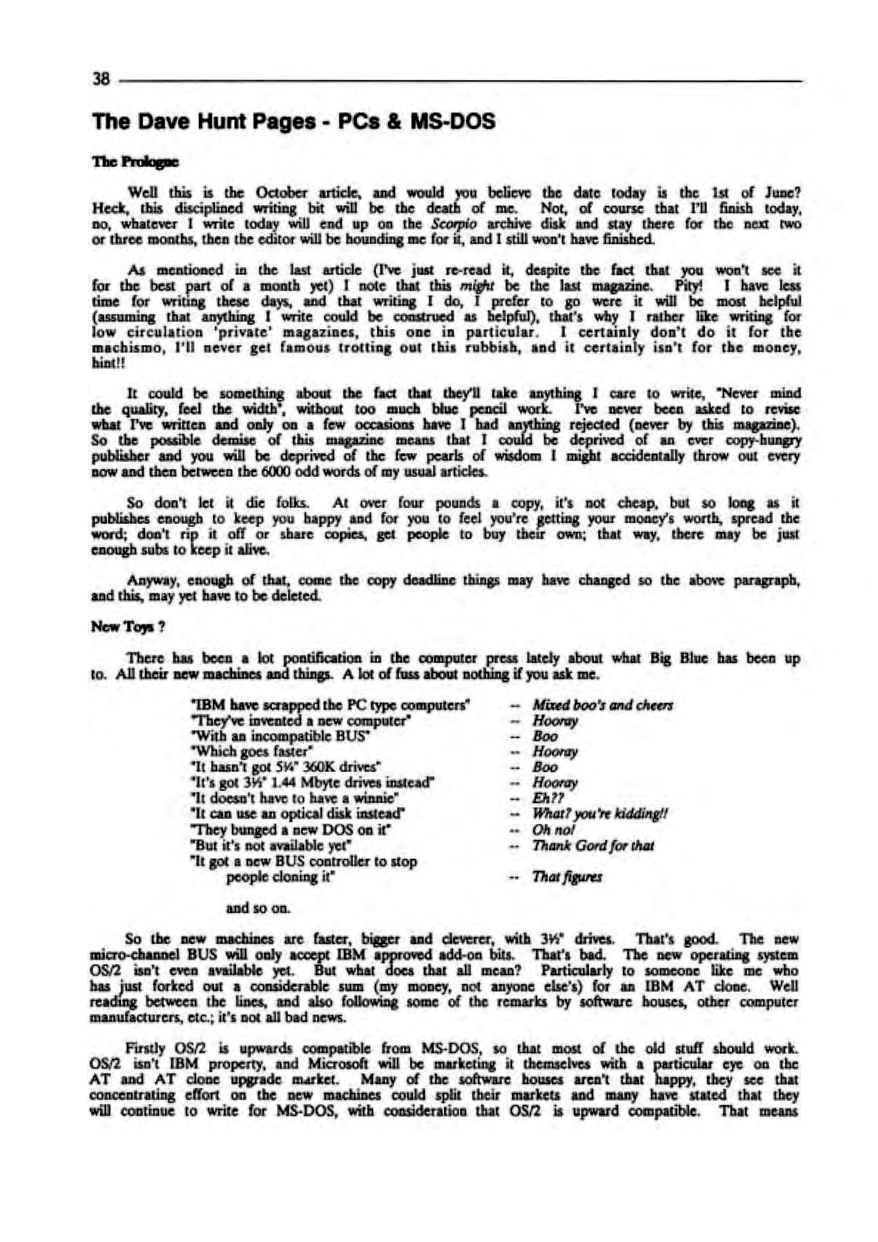 38
The Dave Hunt Pages - PCs & MS-DOS
The Prologue
Well this is the October article, and would you believe the date today is the 1st of June?
Heck, this disciplined writing bit will be the death of me. Not, of course that I'll finish today,
no, whatever I write today will end up on the Scorpio archive disk and stay there for the next two
or three months, then the editor will be hounding me for it, and I still won't have finished.
As mentioned in the last article (I've just re-read it, despite the fact that you won't see it
for the best part of a month yet) I note that this might be the last magazine. Pity! I have less
time for writing these days, and that writing I do, I prefer to go were it will be most helpful
(assuming that anything I write could be construed as helpful), that's why I rather like writing for
low circulation 'private' magazines, this one in particular. I certainly don't do it for the
machismo, I'll never get famous trotting out this rubbish, and it certainly isn't for the money,
hint!!
It could be something about the fact that they'll take anything I care to write, "Never mind
the quality, feel the width", without too much blue pencil work. I've never been asked to revise
what I've written and only on a few occasions have I had anything rejected (never by this magazine).
So the possible demise of this magazine means that I could be deprived of an ever copy-hungry
publisher and you will be deprived of the few pearls of wisdom I might accidentally throw out every
now and then between the 6000 odd words of my usual articles.
So don't let it die folks. At over four pounds a copy, it's not cheap, but so long as it
publishes enough to keep you happy and for you to feel you're getting your money's worth, spread the
word; don't rip it off or share copies, get people to buy their own; that way, there may be just
enough subs to keep it alive.
Anyway, enough of that, come the copy deadline things may have changed so the above paragraph,
and this, may yet have to be deleted.
New Toys ?
There has been a lot pontification in the computer press lately about what Big Blue has been up
to. All their new machines and things. A lot of fuss about nothing if you ask me.
"IBM have scrapped the PC type computers" -- Mixed boo's and cheers
"They've invented a new computer" -- Hooray
"With an incompatible BUS" -- Boo
"Which goes faster" -- Hooray
"It hasn't got 5¼" 360K drives" -- Boo
"It's got 3½" 1.44 Mbyte drives instead" -- Hooray
"It doesn't have to have a winnie" -- Eh??
"It can use an optical disk instead" -- What? you're kidding!!
"They bunged a new DOS on it" -- Oh no!
"But it's not available yet" -- Thank Gord for that
"It got a new BUS controller to stop
people cloning it" -- That figures
and so on.
So the new machines are faster, bigger and cleverer, with 3½" drives. That's good. The new
micro-channel BUS will only accept IBM approved add-on bits. That's bad. The new operating system
OS/2 isn't even available yet. But what does that all mean? Particularly to someone like me who
has just forked out a considerable sum (my money, not anyone else's) for an IBM AT clone. Well
reading between the lines, and also following some of the remarks by software houses, other computer
manufacturers, etc.; it's not all bad news.
Firstly OS/2 is upwards compatible from MS-DOS, so that most of the old stuff should work.
OS/2 isn't IBM property, and Microsoft will be marketing it themselves with a particular eye on the
AT and AT clone upgrade market. Many of the software houses aren't that happy, they see that
concentrating effort on the new machines could split their markets and many have stated that they
will continue to write for MS-DOS, with consideration that OS/2 is upward compatible. That means